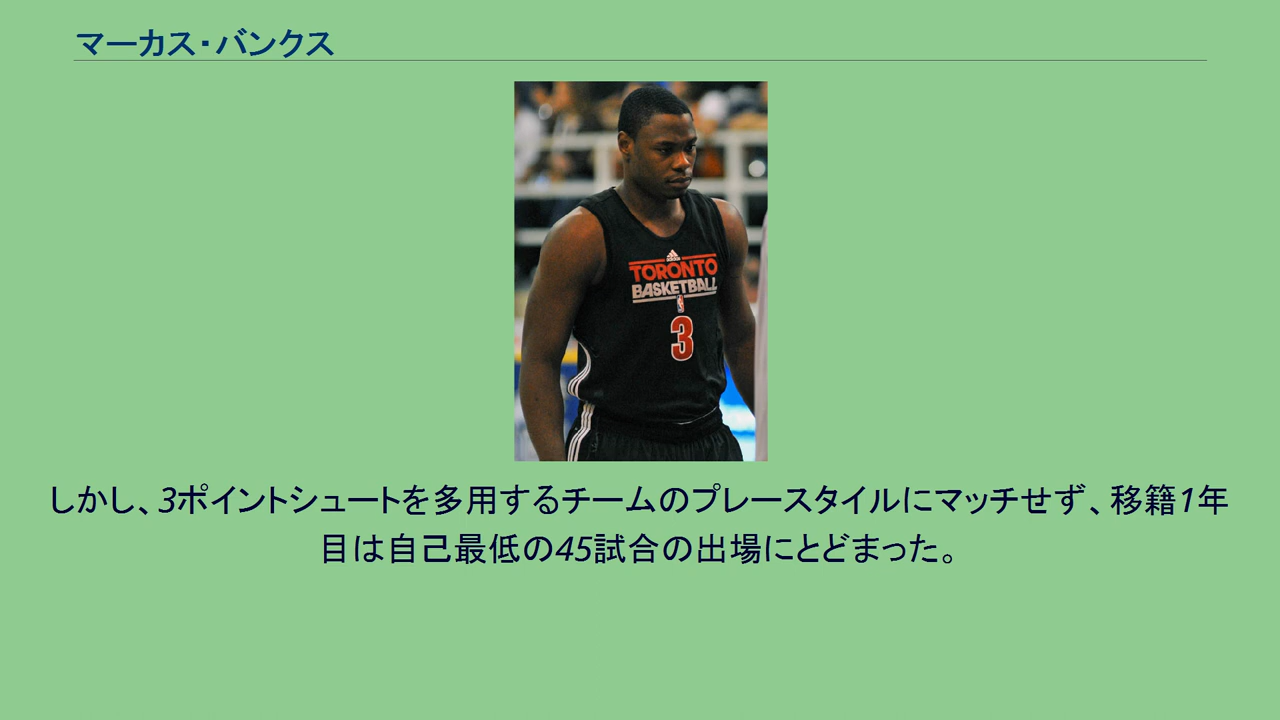 マーカス・バンクス
TORONTO
BASKETBALL
3
しかし、3ポイントシュートを多用するチームのプレースタイルにマッチせず、移籍1年
目は自己最低の45試合の出場にとどまった。